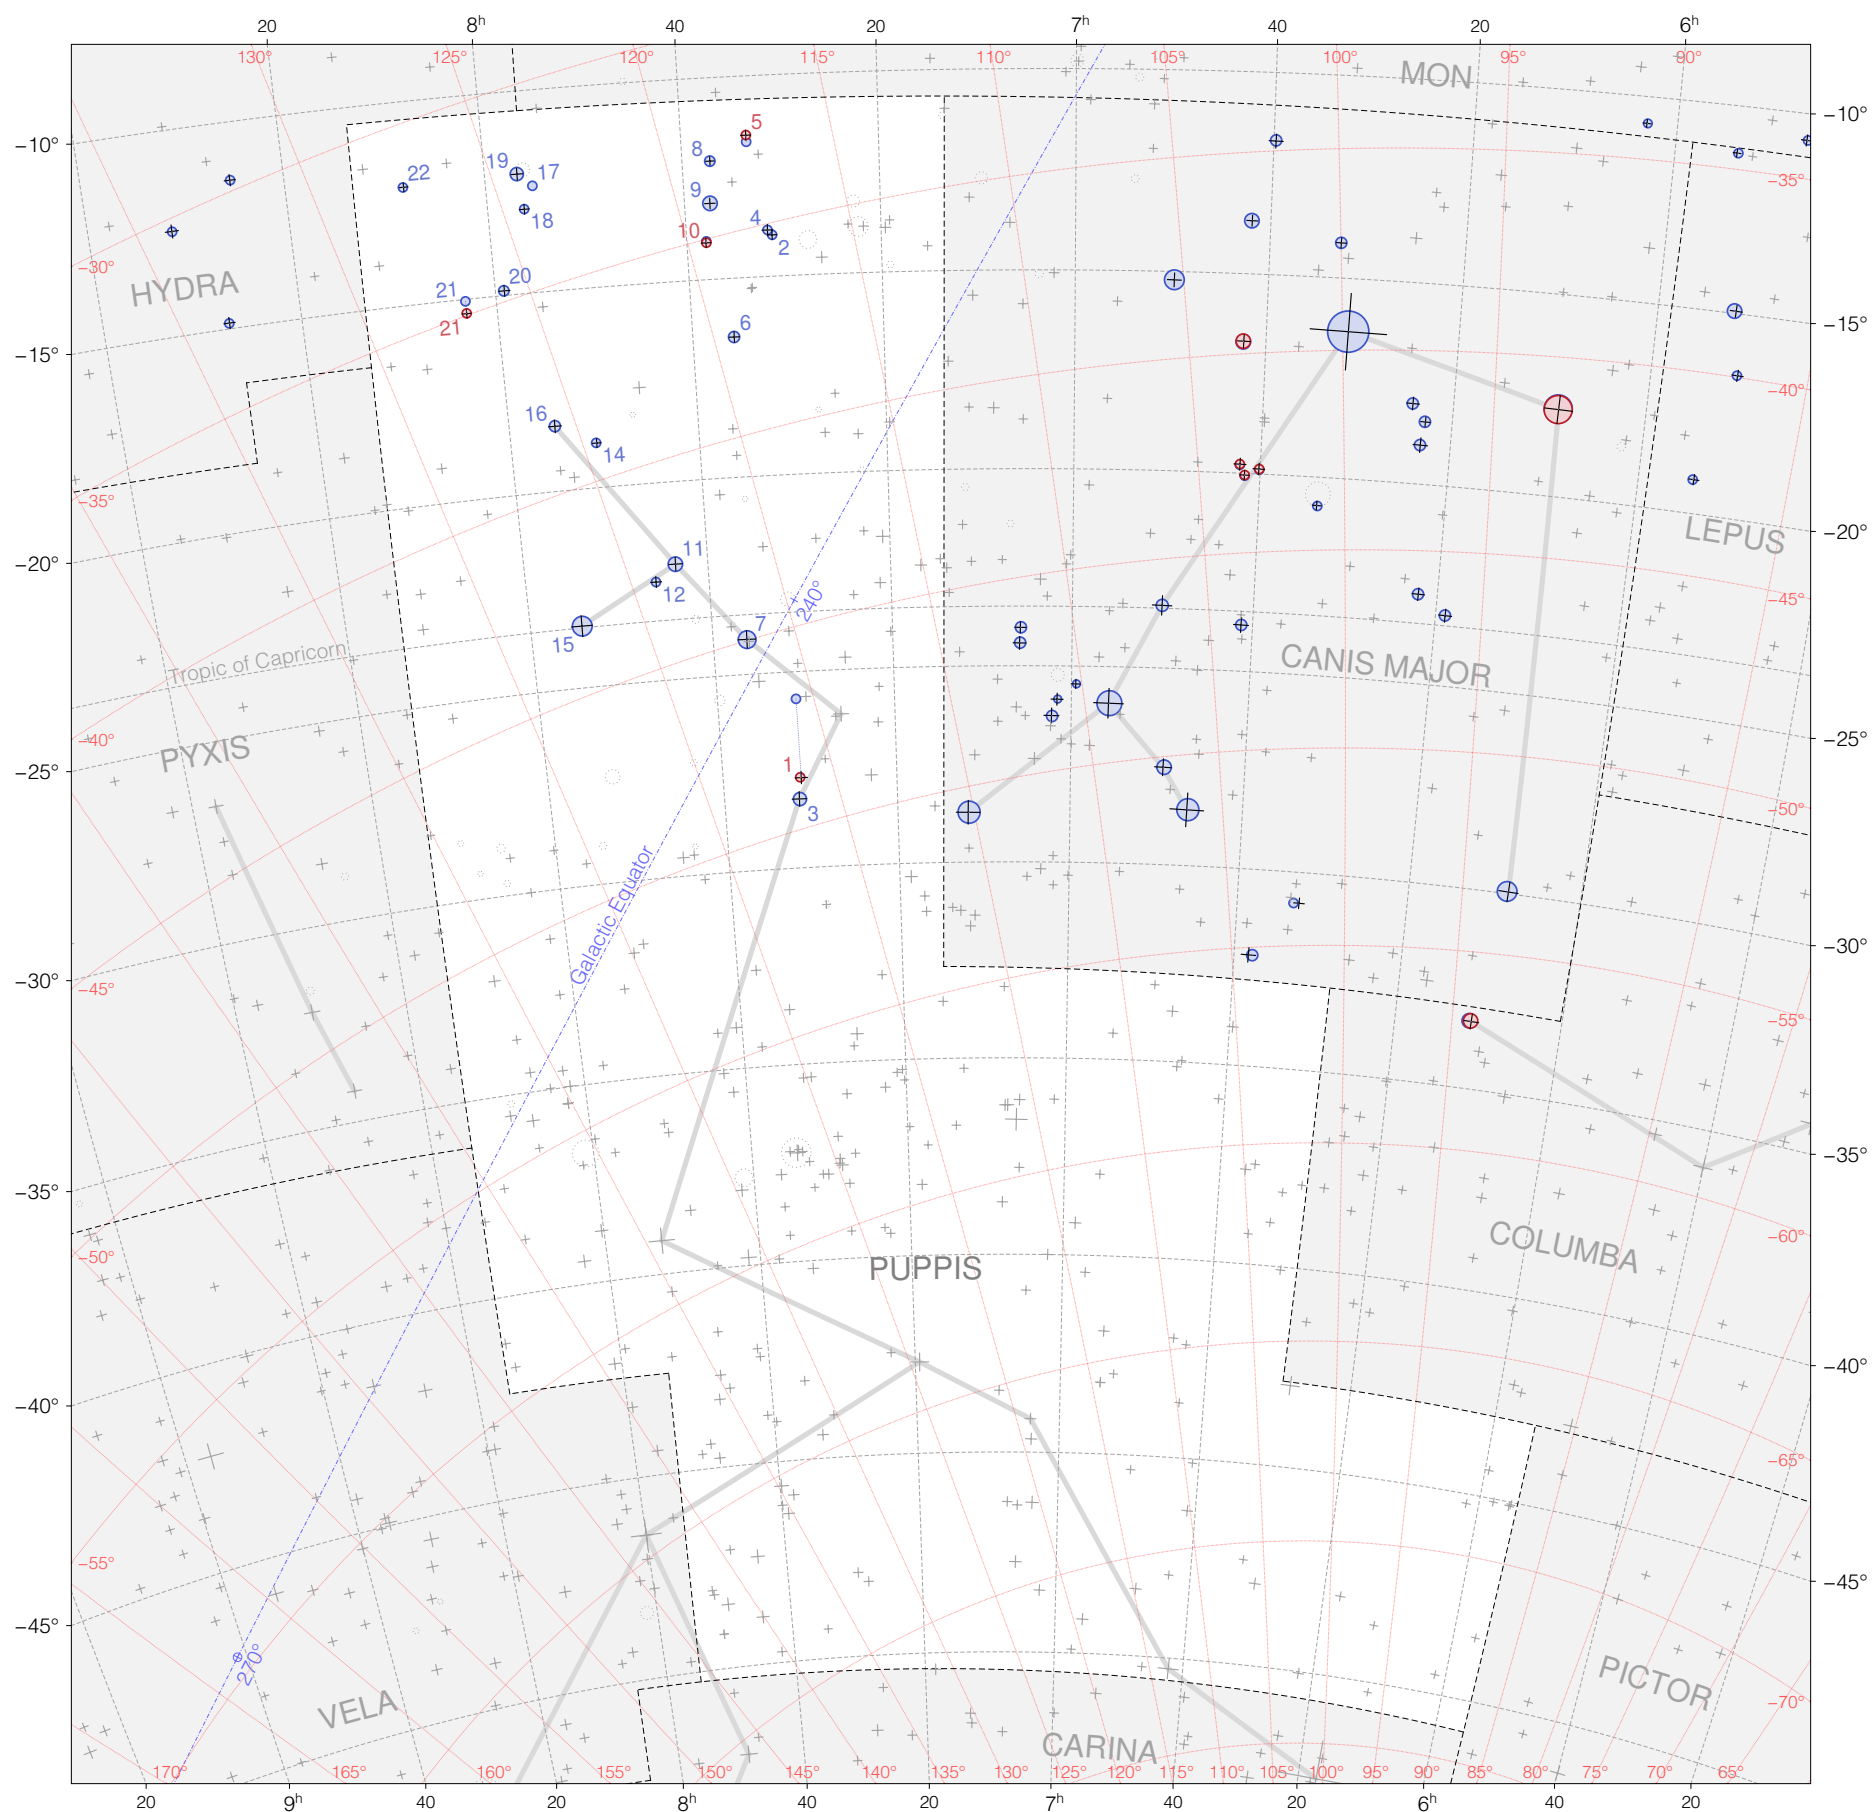 20 8h 40 20 7h 40 20 6h
130° 125° 120° 115° 110° 105° 100° 95° 90°
MON
−10° −10°
5
8
19 17 22
−35°
9
18
4
10
2
−30°
HYDRA
20
21
21
6
−15° −15°
−40°
16
14
−35°
LEPUS
−20° −20°
11
12
240°
−45°
7
15
Tropic of Capricorn
CANIS MAJOR
−40°
PYXIS
−25° −25°
1
3
−50°
Galactic Equator
−30° −30°
−45°
−55°
−35° −35°
COLUMBA
−60°
−50°
PUPPIS
−40° −40°
−65°
−55°
−45° −45°
270°
PICTOR
VELA
−70°
CARINA
170° 165° 160° 155° 150° 145° 140° 135° 130° 125° 120° 115° 110° 105° 100° 95° 90° 85° 80° 75° 70° 65°
20 9h 40 20 8h 40 20 7h 40 20 6h 40 20